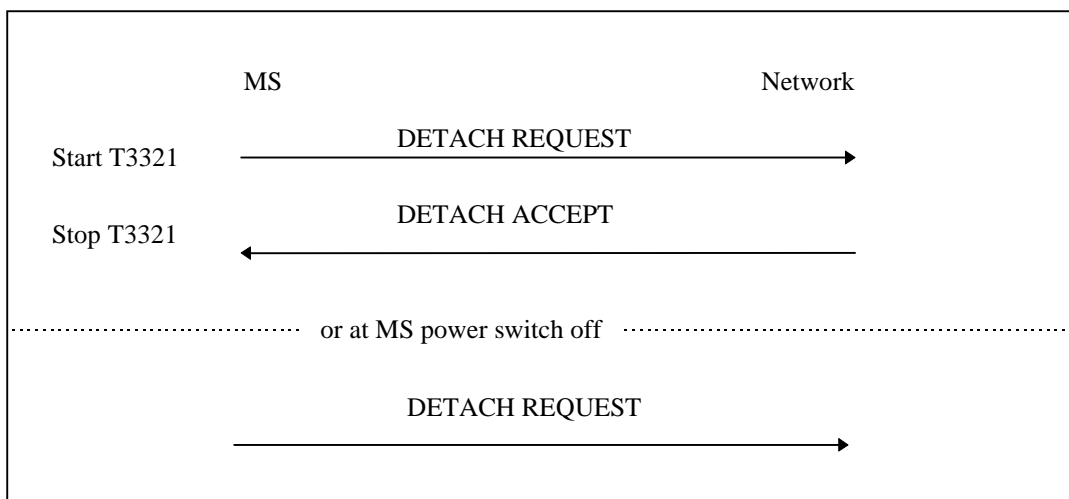 MS Network
DETACH REQUEST
Start T3321
DETACH ACCEPT
Stop T3321
or at MS power switch off
DETACH REQUEST